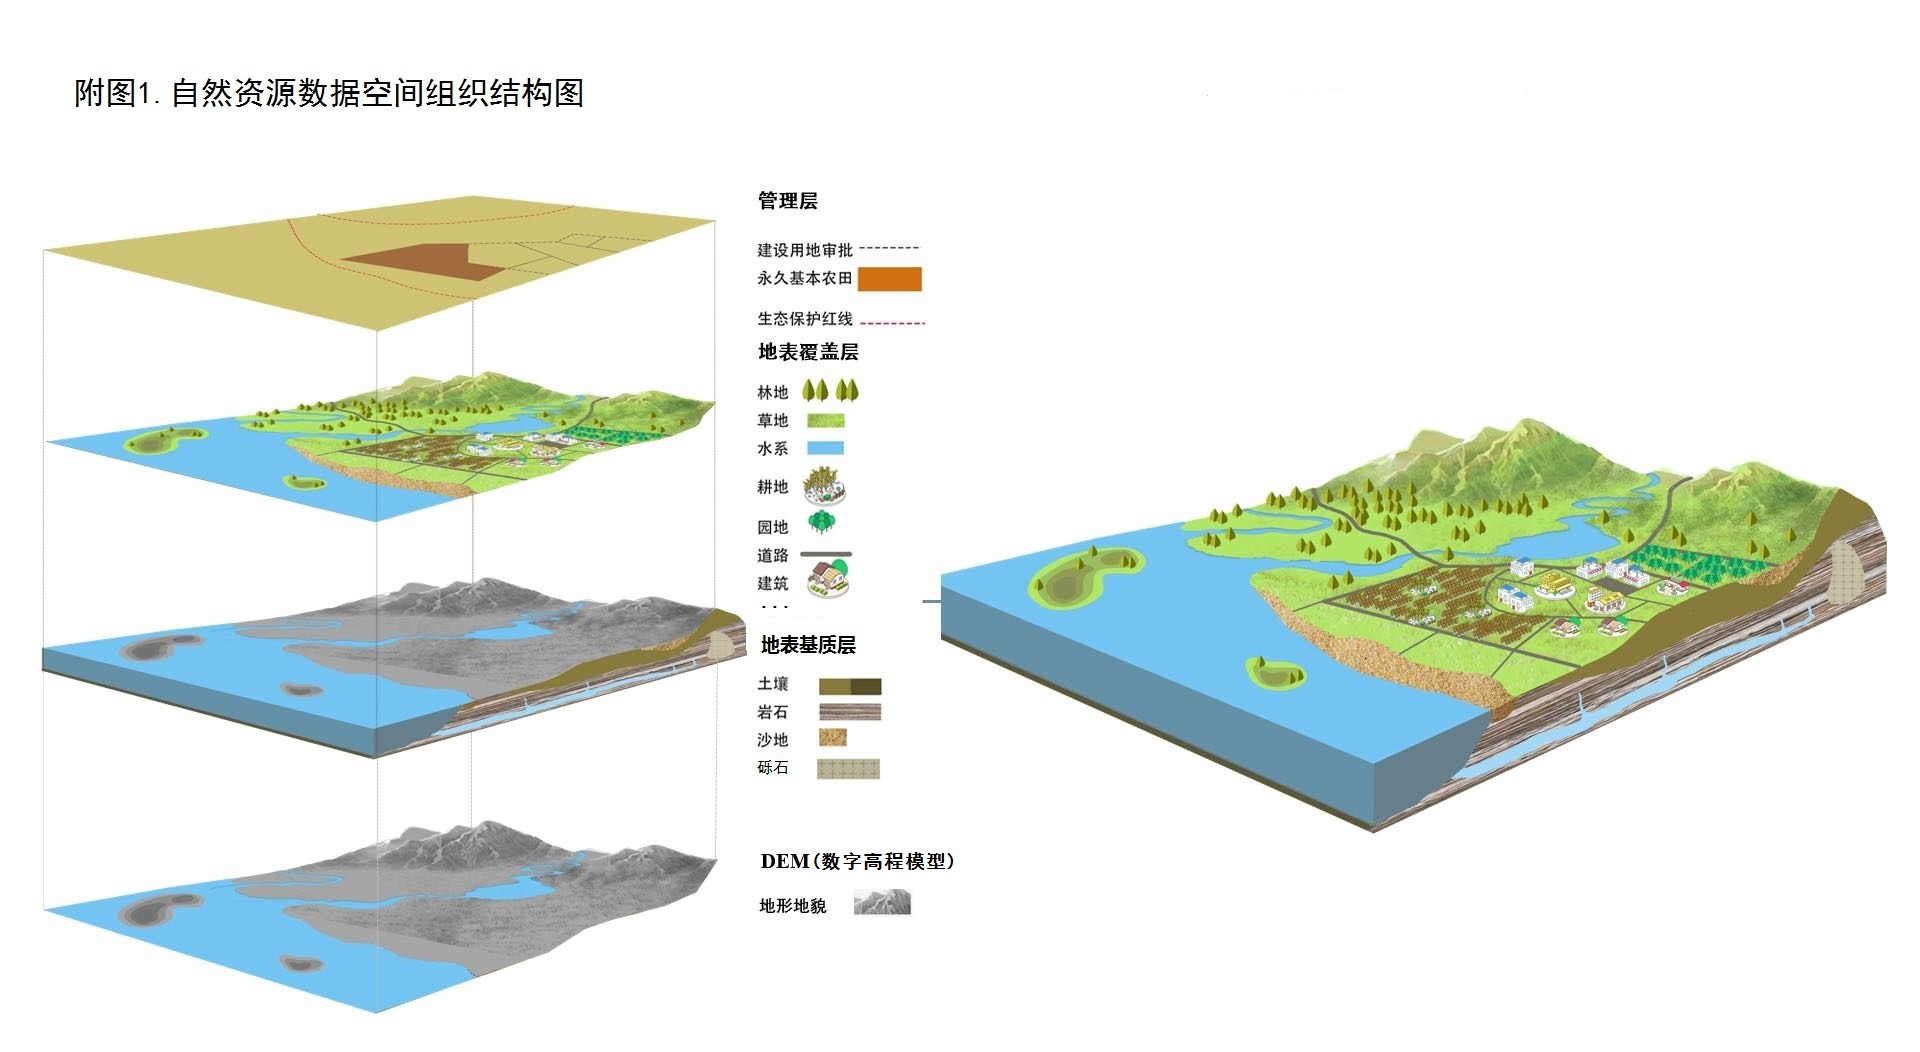 附图1.自然资源数据空间组织结构图
管理层
建设用地审批
永久基本农田
生态保护红线
地表覆盖层
林地
草地
水系
耕地
园地
道路
建筑
...
地表基质层
土壤
岩石
沙地
砾石
DEM(数字高程模型)
地形地貌